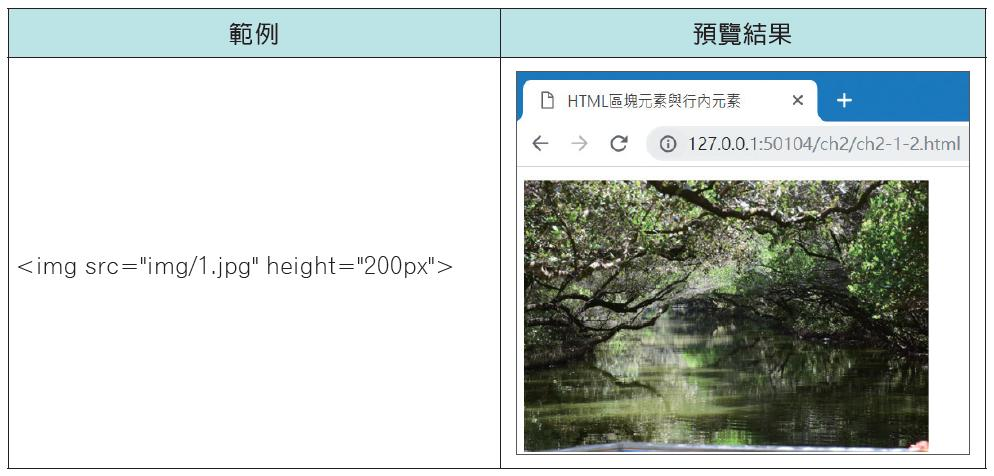 範例
預覽結果
HTML區塊元素與行內元素
127.0.0.1:50104/ch2/ch2-1-2.html
<img src="img/1.jpg" height="200px">